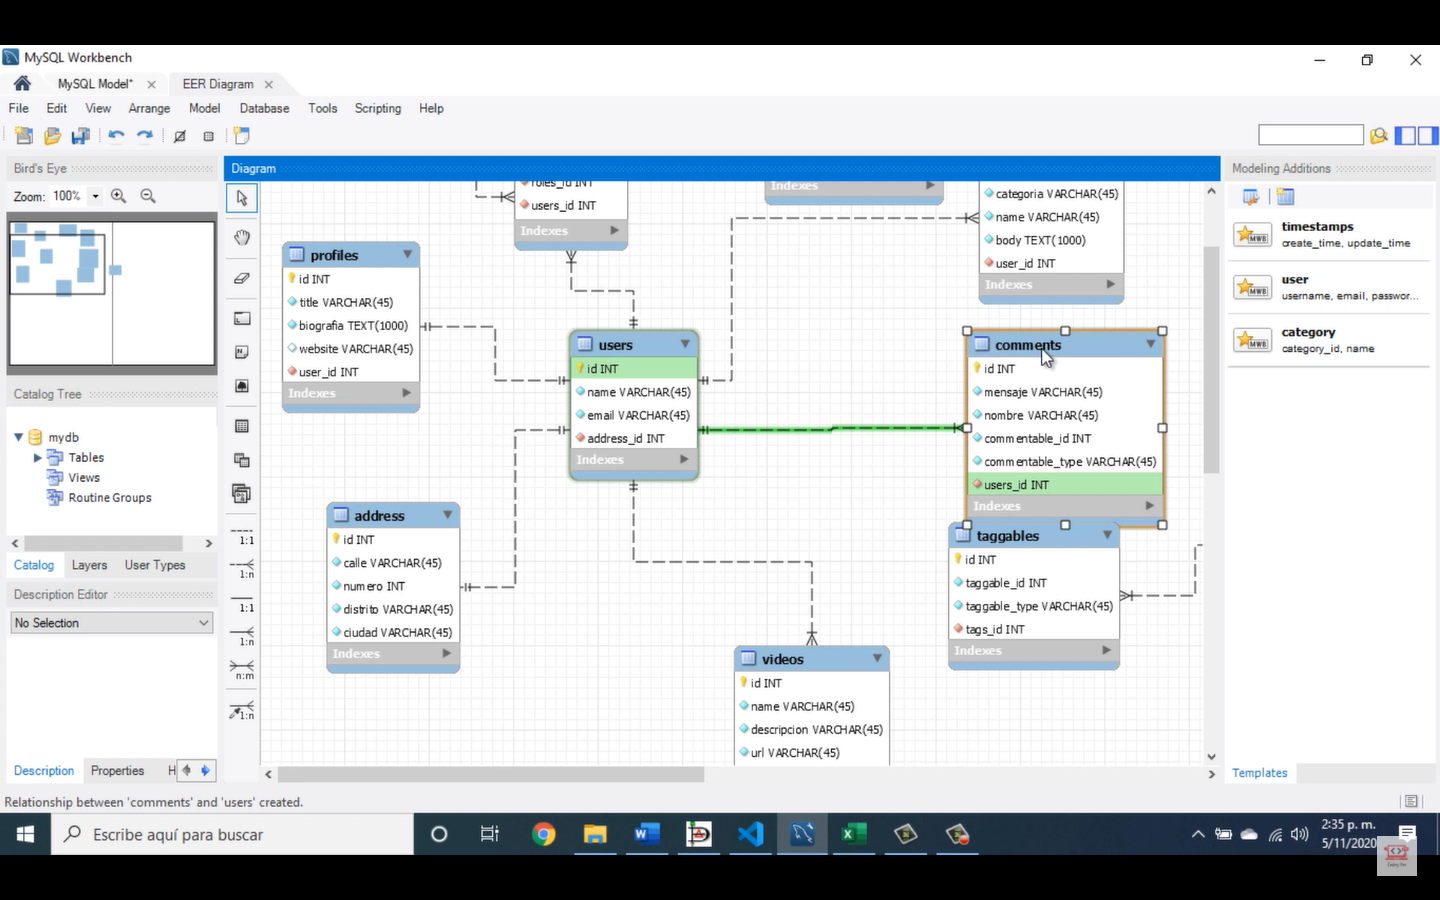 MySQL Workbench
MySQL Model*
EER Diagram
File Edit View Arrange Model Database Tools Scripting Help
Bird's Eye
Zoom: 100%
Catalog Tree
mydb
Tables
Views
Routine Groups
Catalog Layers User Types
Description Editor
No Selection
Description Properties H
Diagram
1:1
1:n
1:1
1:n
n:m
1:n
roles_id INT
users_id INT
Indexes
Indexes
categoria VARCHAR(45)
name VARCHAR(45)
body TEXT(1000)
user_id INT
Indexes
profiles
id INT
title VARCHAR(45)
biografia TEXT(1000)
website VARCHAR(45)
user_id INT
Indexes
users
id INT
name VARCHAR(45)
email VARCHAR(45)
address_id INT
Indexes
comments
id INT
mensaje VARCHAR(45)
nombre VARCHAR(45)
commentable_id INT
commentable_type VARCHAR(45)
users_id INT
Indexes
address
id INT
calle VARCHAR(45)
numero INT
distrito VARCHAR(45)
ciudad VARCHAR(45)
Indexes
taggables
id INT
taggable_id INT
taggable_type VARCHAR(45)
tags_id INT
Indexes
videos
id INT
name VARCHAR(45)
descripcion VARCHAR(45)
url VARCHAR(45)
Modeling Additions
timestamps
create_time, update_time
user
username, email, passwor...
category
category_id, name
Templates
Relationship between 'comments' and 'users' created.
Escribe aquí para buscar
2:35 p. m.
5/11/2020